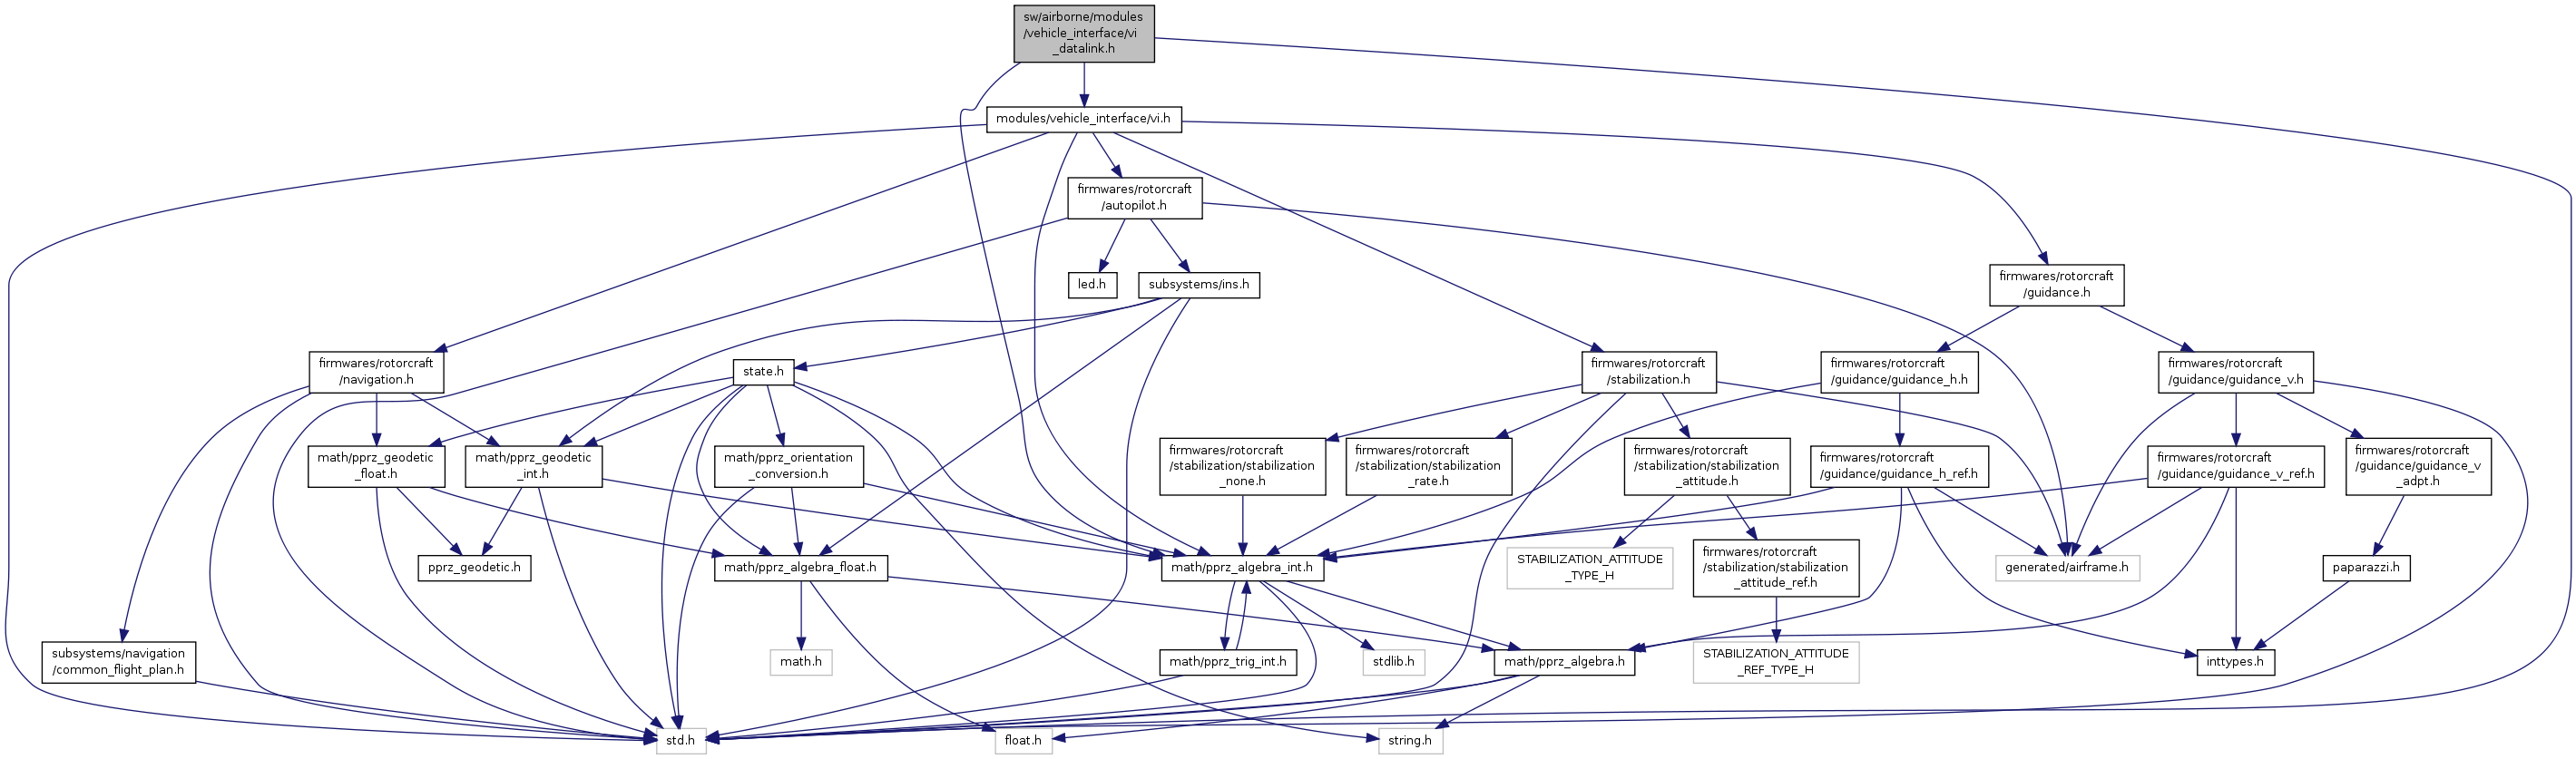 sw/airborne/modules
/vehicle_interface/vi
_datalink.h
modules/vehicle_interface/vi.h
firmwares/rotorcraft
/autopilot.h
led.h
subsystems/ins.h
firmwares/rotorcraft
/guidance.h
firmwares/rotorcraft
/navigation.h
state.h
firmwares/rotorcraft
/stabilization.h
firmwares/rotorcraft
/guidance/guidance_h.h
firmwares/rotorcraft
/guidance/guidance_v.h
math/pprz_geodetic
_float.h
math/pprz_geodetic
_int.h
math/pprz_orientation
_conversion.h
firmwares/rotorcraft
/stabilization/stabilization
_none.h
firmwares/rotorcraft
/stabilization/stabilization
_rate.h
firmwares/rotorcraft
/stabilization/stabilization
_attitude.h
firmwares/rotorcraft
/guidance/guidance_h_ref.h
firmwares/rotorcraft
/guidance/guidance_v_ref.h
firmwares/rotorcraft
/guidance/guidance_v
_adpt.h
pprz_geodetic.h
math/pprz_algebra_float.h
math/pprz_algebra_int.h
STABILIZATION_ATTITUDE
_TYPE_H
firmwares/rotorcraft
/stabilization/stabilization
_attitude_ref.h
generated/airframe.h
paparazzi.h
subsystems/navigation
/common_flight_plan.h
math.h
math/pprz_trig_int.h
stdlib.h
math/pprz_algebra.h
STABILIZATION_ATTITUDE
_REF_TYPE_H
inttypes.h
std.h
float.h
string.h